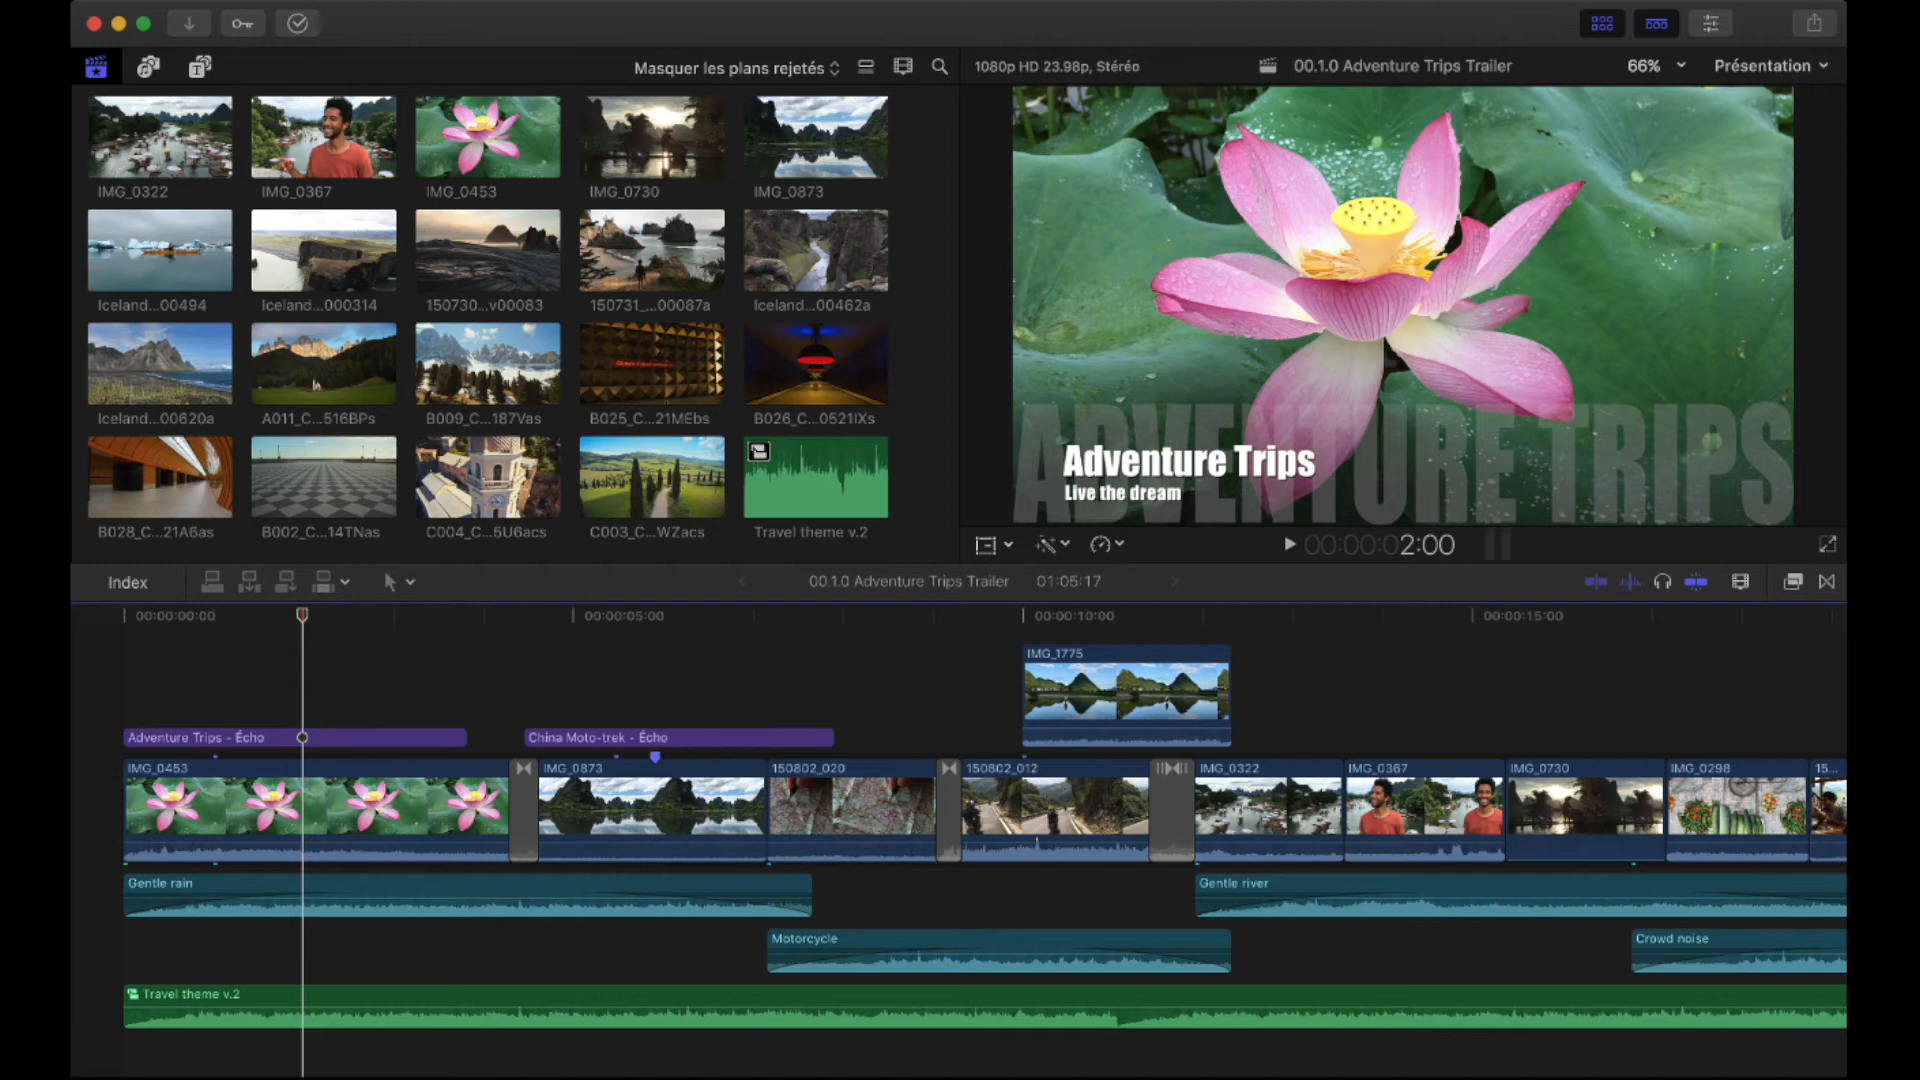 Masquer les plans rejetés
1080p HD 23.98p, Stéréo
00.1.0 Adventure Trips Trailer
66%
Présentation
IMG_0322
IMG_0367
IMG_0453
IMG_0730
IMG_0873
Iceland...00494
Iceland...000314
150730...v00083
150731_...00087a
Iceland...00462a
Iceland...00620a
A011_C...516BPs
B009_C...187Vas
B025_C...21MEbs
B026_C...0521IXs
B028_C...21A6as
B002_C...14TNas
C004_C...5U6acs
C003_C...WZacs
Travel theme v.2
ADVENTURE TRIPS
Adventure Trips
Live the dream
00:00:02:00
Index
00.1.0 Adventure Trips Trailer
01:05:17
00:00:00:00
00:00:05:00
00:00:10:00
00:00:15:00
IMG_1775
Adventure Trips - Écho
China Moto-trek - Écho
IMG_0453
IMG_0873
150802_020
150802_012
IMG_0322
IMG_0367
IMG_0730
IMG_0298
15...
Gentle rain
Gentle river
Motorcycle
Crowd noise
Travel theme v.2